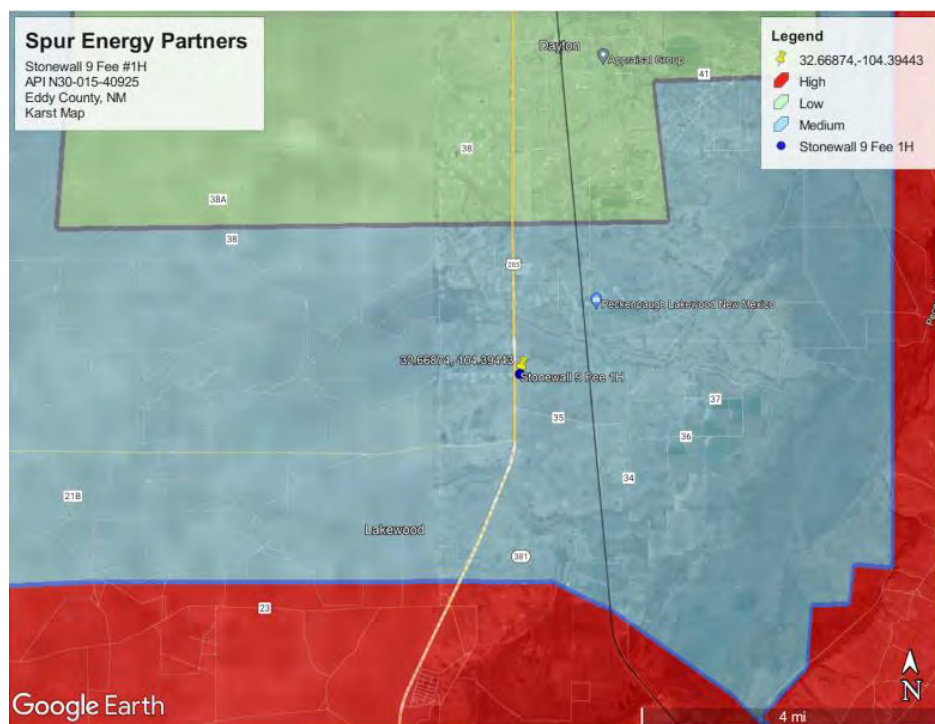 Spur Energy Partners
Stonewall 9 Fee #1H
API N30-015-40925
Eddy County, NM
Karst Map
Legend
32.66874,-104.39443
High
Low
Medium
Stonewall 9 Fee 1H
Dayton
Appraisal Group
41
38
38A
38
285
Peckenpaugh Lakewood New Mexico
32.66874,-104.39443
Stonewall 9 Fee 1H
37
35
36
34
21B
Lakewood
381
23
Google Earth
N
4 mi